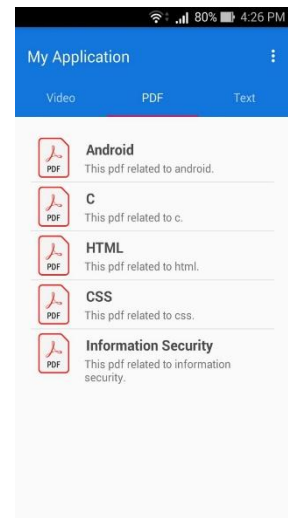 80% 4:26 PM
My Application
Video PDF Text
Android
PDF This pdf related to android.
C
PDF This pdf related to c.
HTML
PDF This pdf related to html.
CSS
PDF This pdf related to css.
Information Security
PDF This pdf related to information
security.